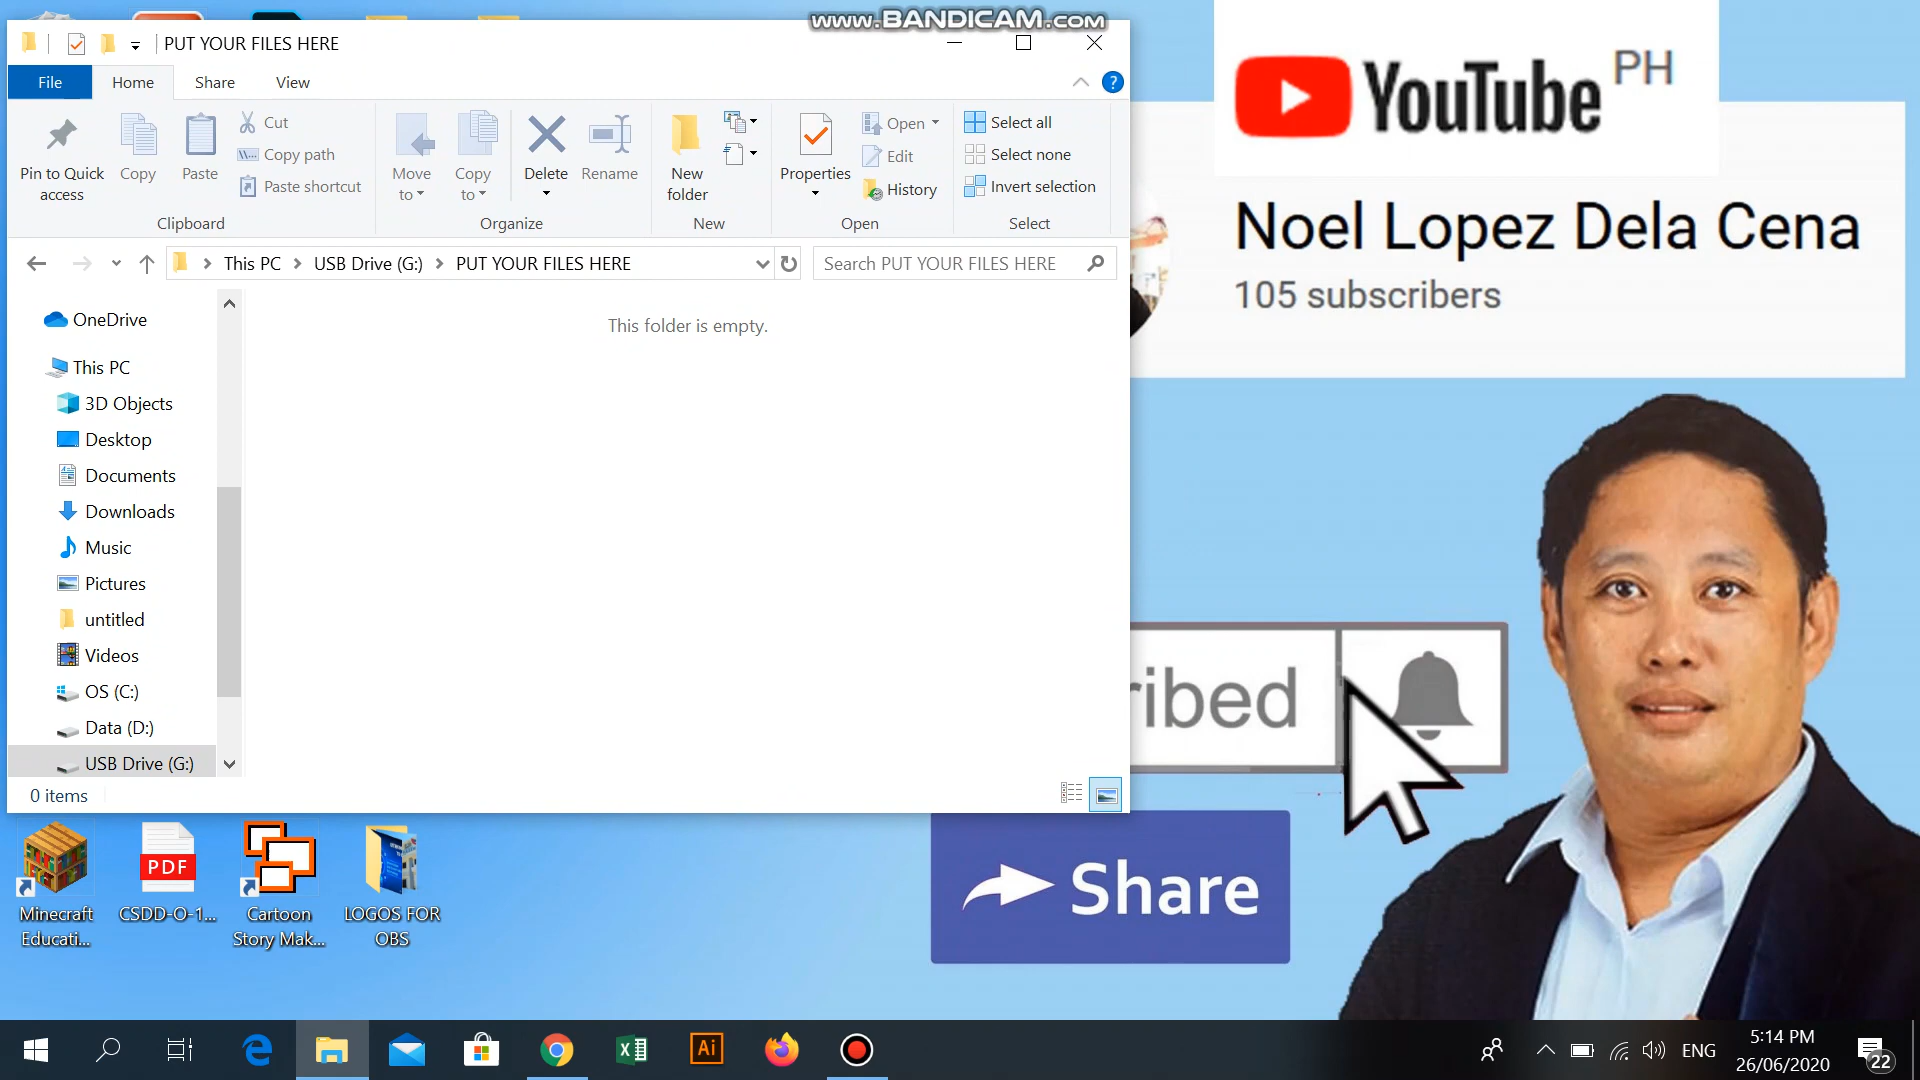 www.BANDICAM.com
PUT YOUR FILES HERE
File
Home
Share
View
Pin to Quick
access
Copy
Paste
Cut
Copy path
Paste shortcut
Clipboard
Move
to
Copy
to
Delete
Rename
Organize
New
folder
New
Properties
Open
Edit
History
Open
Select all
Select none
Invert selection
Select
This PC
USB Drive (G:)
PUT YOUR FILES HERE
Search PUT YOUR FILES HERE
OneDrive
This PC
3D Objects
Desktop
Documents
Downloads
Music
Pictures
untitled
Videos
OS (C:)
Data (D:)
USB Drive (G:)
This folder is empty.
0 items
YouTube PH
Noel Lopez Dela Cena
105 subscribers
ribed
Share
Minecraft
Educati...
PDF
CSDD-O-1...
Cartoon
Story Mak...
LOGOS FOR
OBS
Ai
ENG
5:14 PM
26/06/2020
22